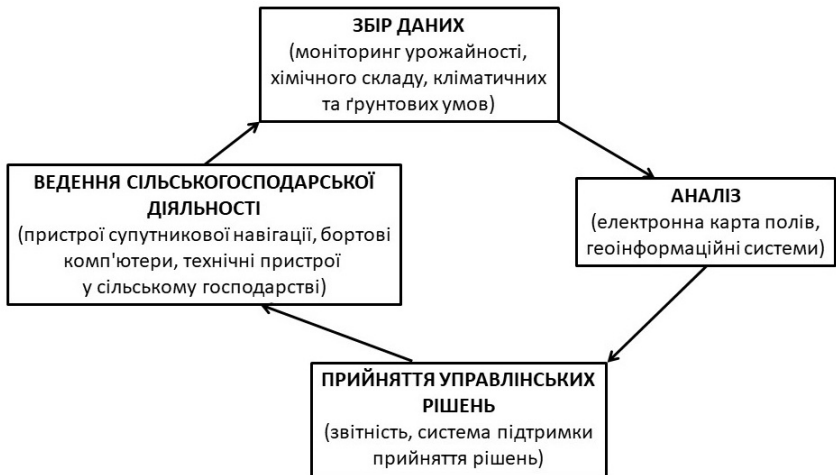 ЗБІР ДАНИХ
(моніторинг урожайності,
хімічного складу, кліматичних
та ґрунтових умов)
ВЕДЕННЯ СІЛЬСЬКОГОСПОДАРСЬКОЇ
ДІЯЛЬНОСТІ
(пристрої супутникової навігації, бортові
комп'ютери, технічні пристрої
у сільському господарстві)
АНАЛІЗ
(електронна карта полів,
геоінформаційні системи)
ПРИЙНЯТТЯ УПРАВЛІНСЬКИХ
РІШЕНЬ
(звітність, система підтримки
прийняття рішень)